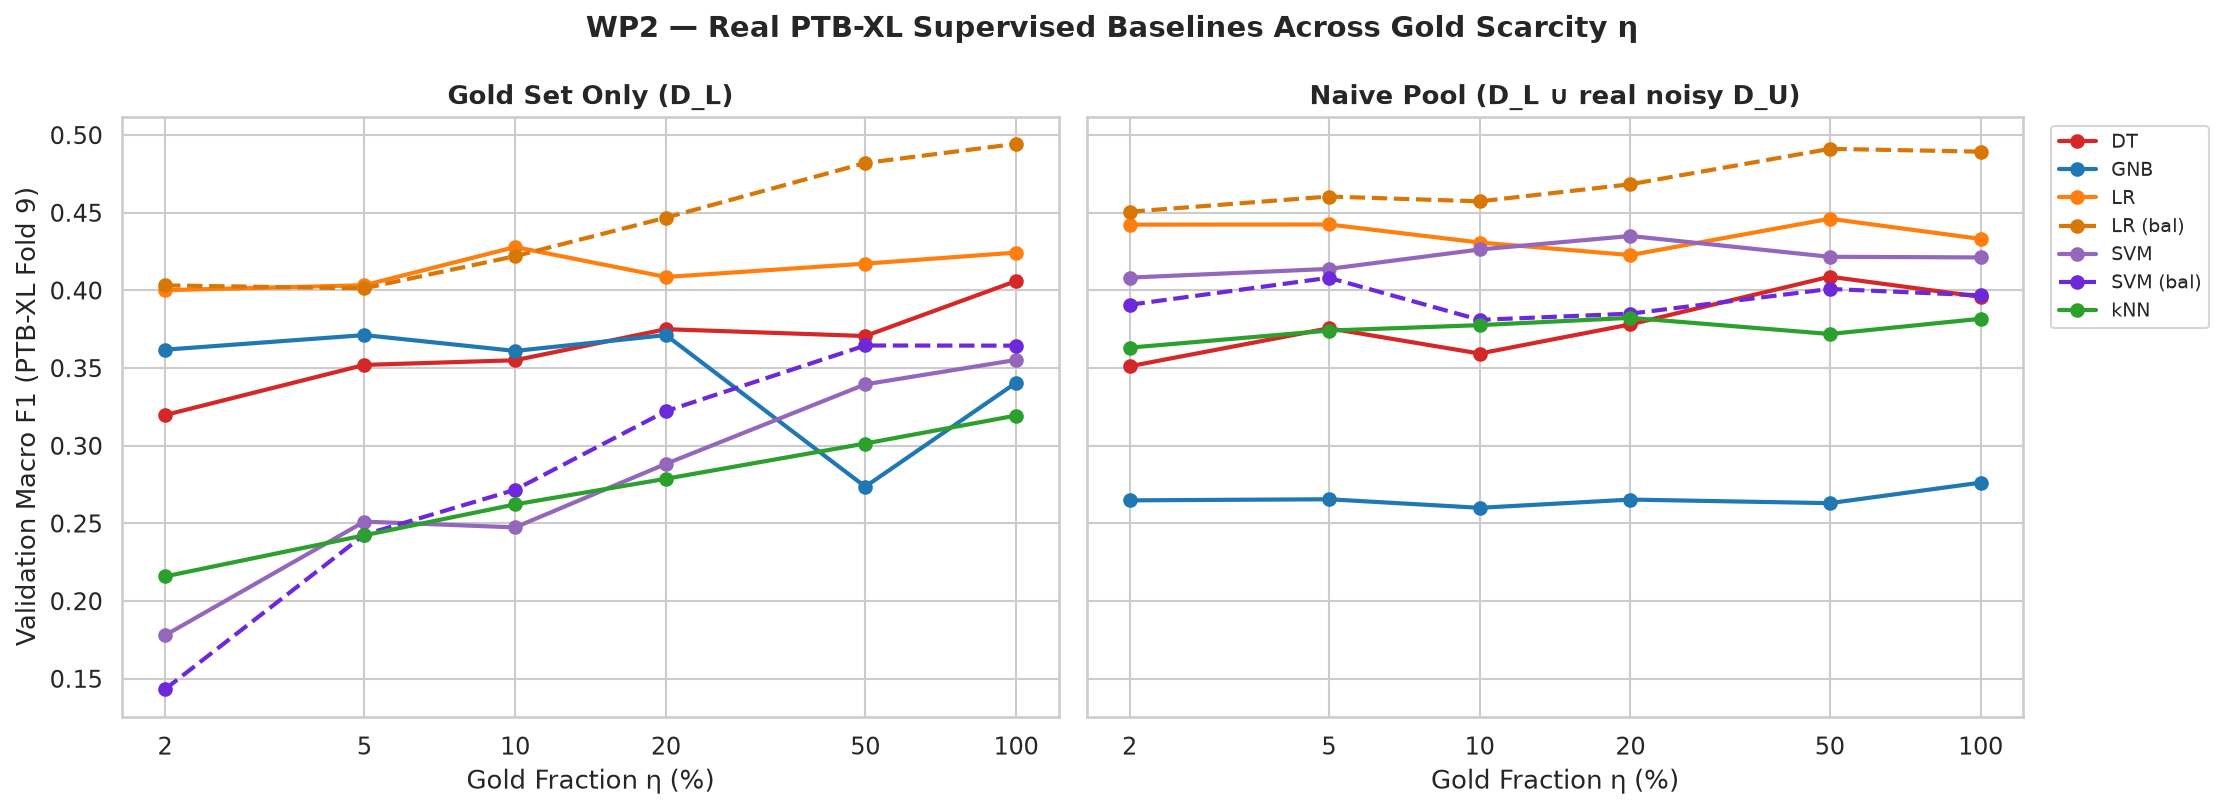 WP2 — Real PTB-XL Supervised Baselines Across Gold Scarcity η
Gold Set Only (D_L)
Naive Pool (D_L ∪ real noisy D_U)
Validation Macro F1 (PTB-XL Fold 9)
0.50
0.45
0.40
0.35
0.30
0.25
0.20
0.15
2 5 10 20 50 100
Gold Fraction η (%)
2 5 10 20 50 100
Gold Fraction η (%)
DT
GNB
LR
LR (bal)
SVM
SVM (bal)
kNN